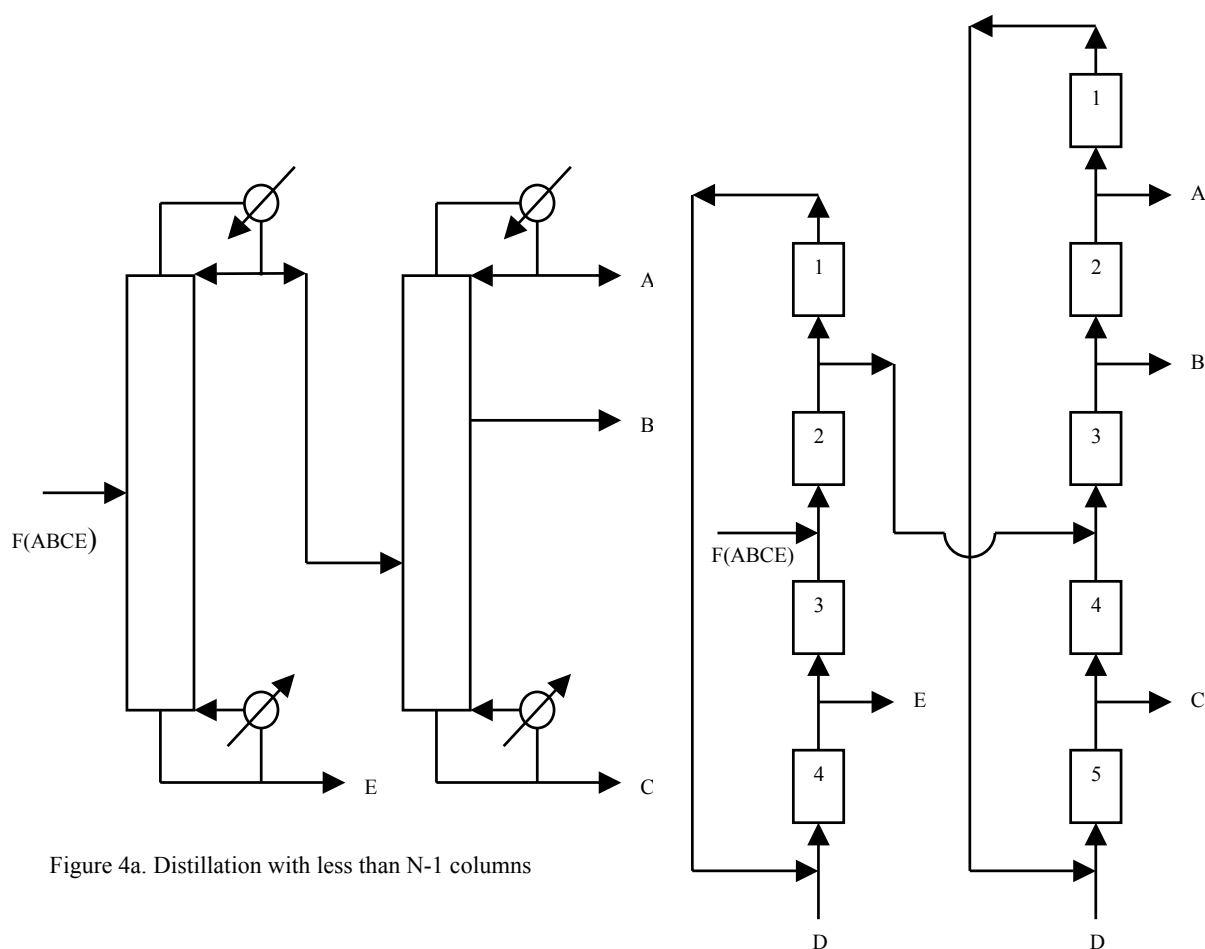 1
A
2
B
3
4
C
5
D
1
2
F(ABCE)
3
E
4
D
A
B
F(ABCE)
E
C
Figure 4a. Distillation with less than N-1 columns